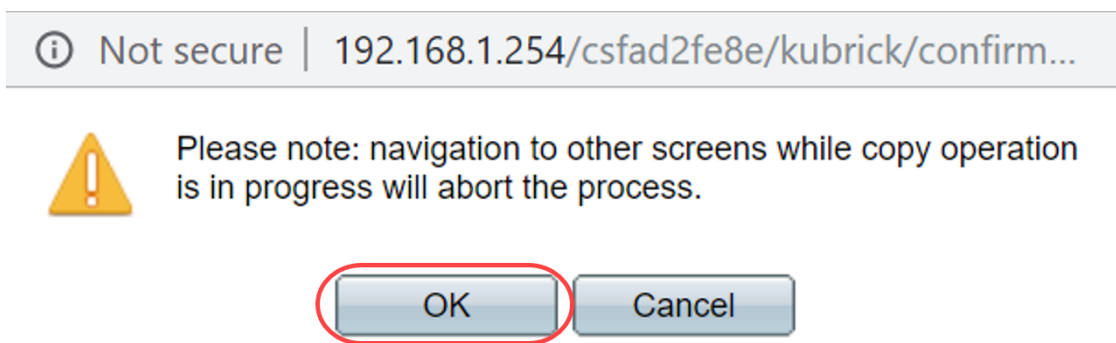 Not secure | 192.168.1.254/csfad2fe8e/kubrick/confirm...
Please note: navigation to other screens while copy operation
is in progress will abort the process.
OK Cancel